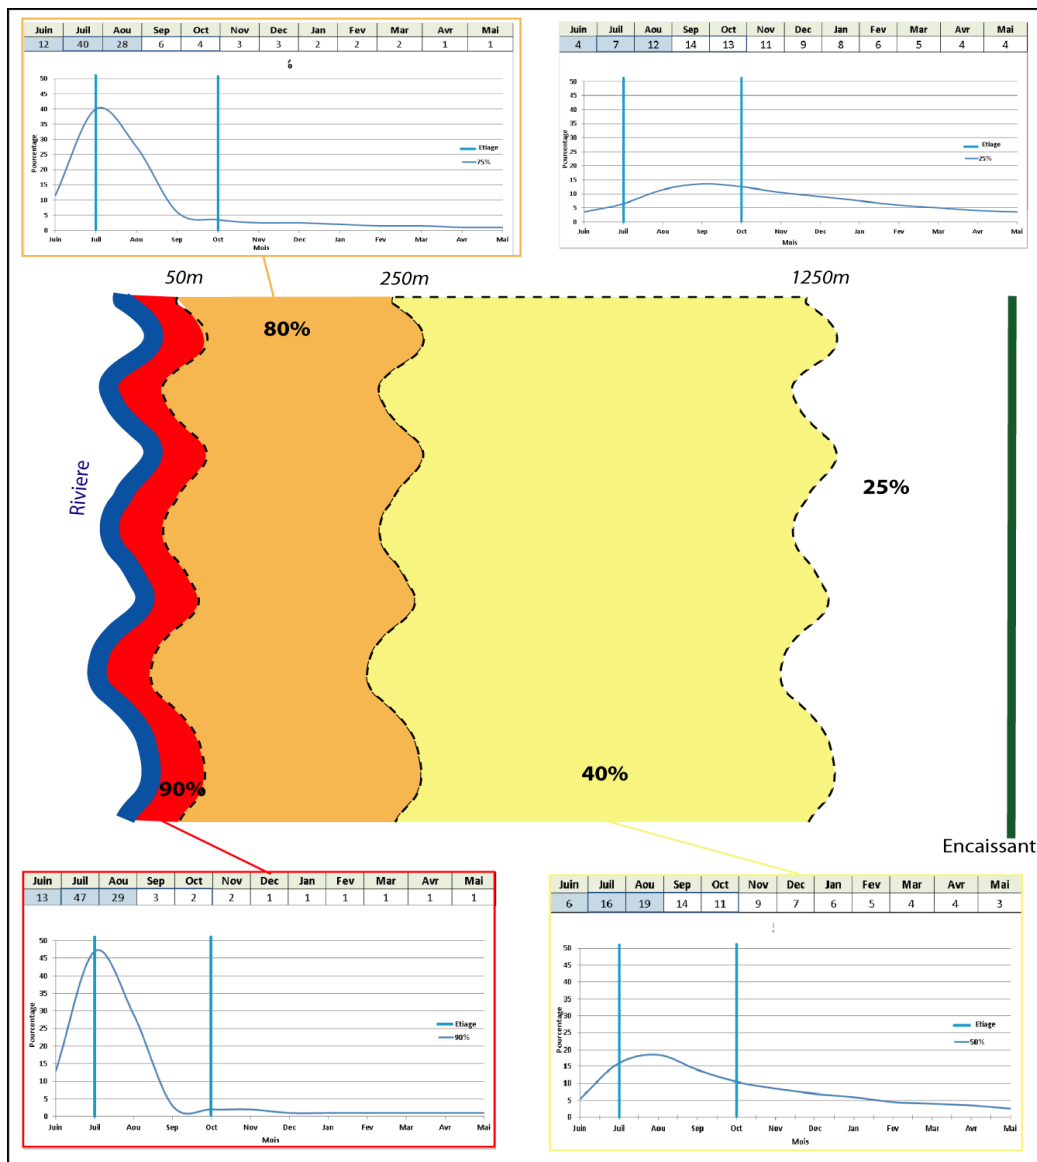 Juin Juil Aou Sep Oct Nov Dec Jan Fev Mar Avr Mai
12 40 28 6 4 3 3 2 2 2 1 1
50
45
40
35
30
25
20
15
10
5
0
Pourcentage
Etiage
75%
Juin Juil Aou Sep Oct Nov Dec Jan Fev Mar Avr Mai
Mois
Juin Juil Aou Sep Oct Nov Dec Jan Fev Mar Avr Mai
4 7 12 14 13 11 9 8 6 5 4 4
50
45
40
35
30
25
20
15
10
5
0
Pourcentage
Etiage
25%
Juin Juil Aou Sep Oct Nov Dec Jan Fev Mar Avr Mai
Mois
50m 250m 1250m
80%
Riviere
25%
90%
40%
Encaissant
Juin Juil Aou Sep Oct Nov Dec Jan Fev Mar Avr Mai
13 47 29 3 2 2 1 1 1 1 1 1
50
45
40
35
30
25
20
15
10
5
0
Pourcentage
Etiage
90%
Juin Juil Aou Sep Oct Nov Dec Jan Fev Mar Avr Mai
Mois
Juin Juil Aou Sep Oct Nov Dec Jan Fev Mar Avr Mai
6 16 19 14 11 9 7 6 5 4 4 3
50
45
40
35
30
25
20
15
10
5
0
Pourcentage
Etiage
50%
Juin Juil Aou Sep Oct Nov Dec Jan Fev Mar Avr Mai
Mois